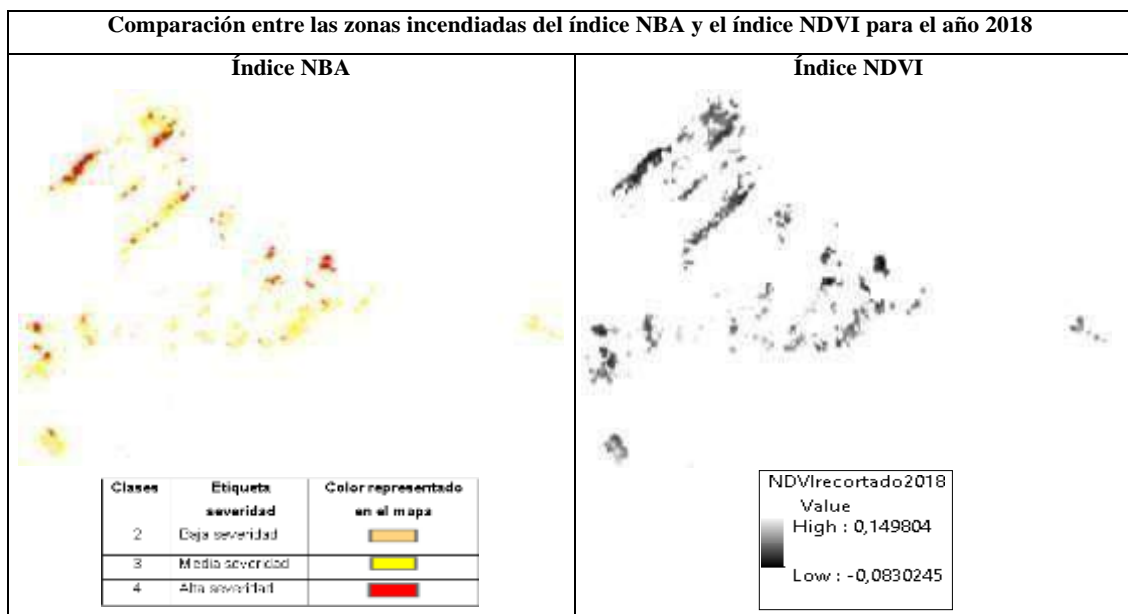 Comparación entre las zonas incendiadas del índice NBA y el índice NDVI para el año 2018
Índice NBA
Índice NDVI
Clases Etiqueta severidad Color representado en el mapa
2 Baja severidad
3 Media severidad
4 Alta severidad
NDVIrecortado2018
Value
High : 0,149804
Low : -0,0830245